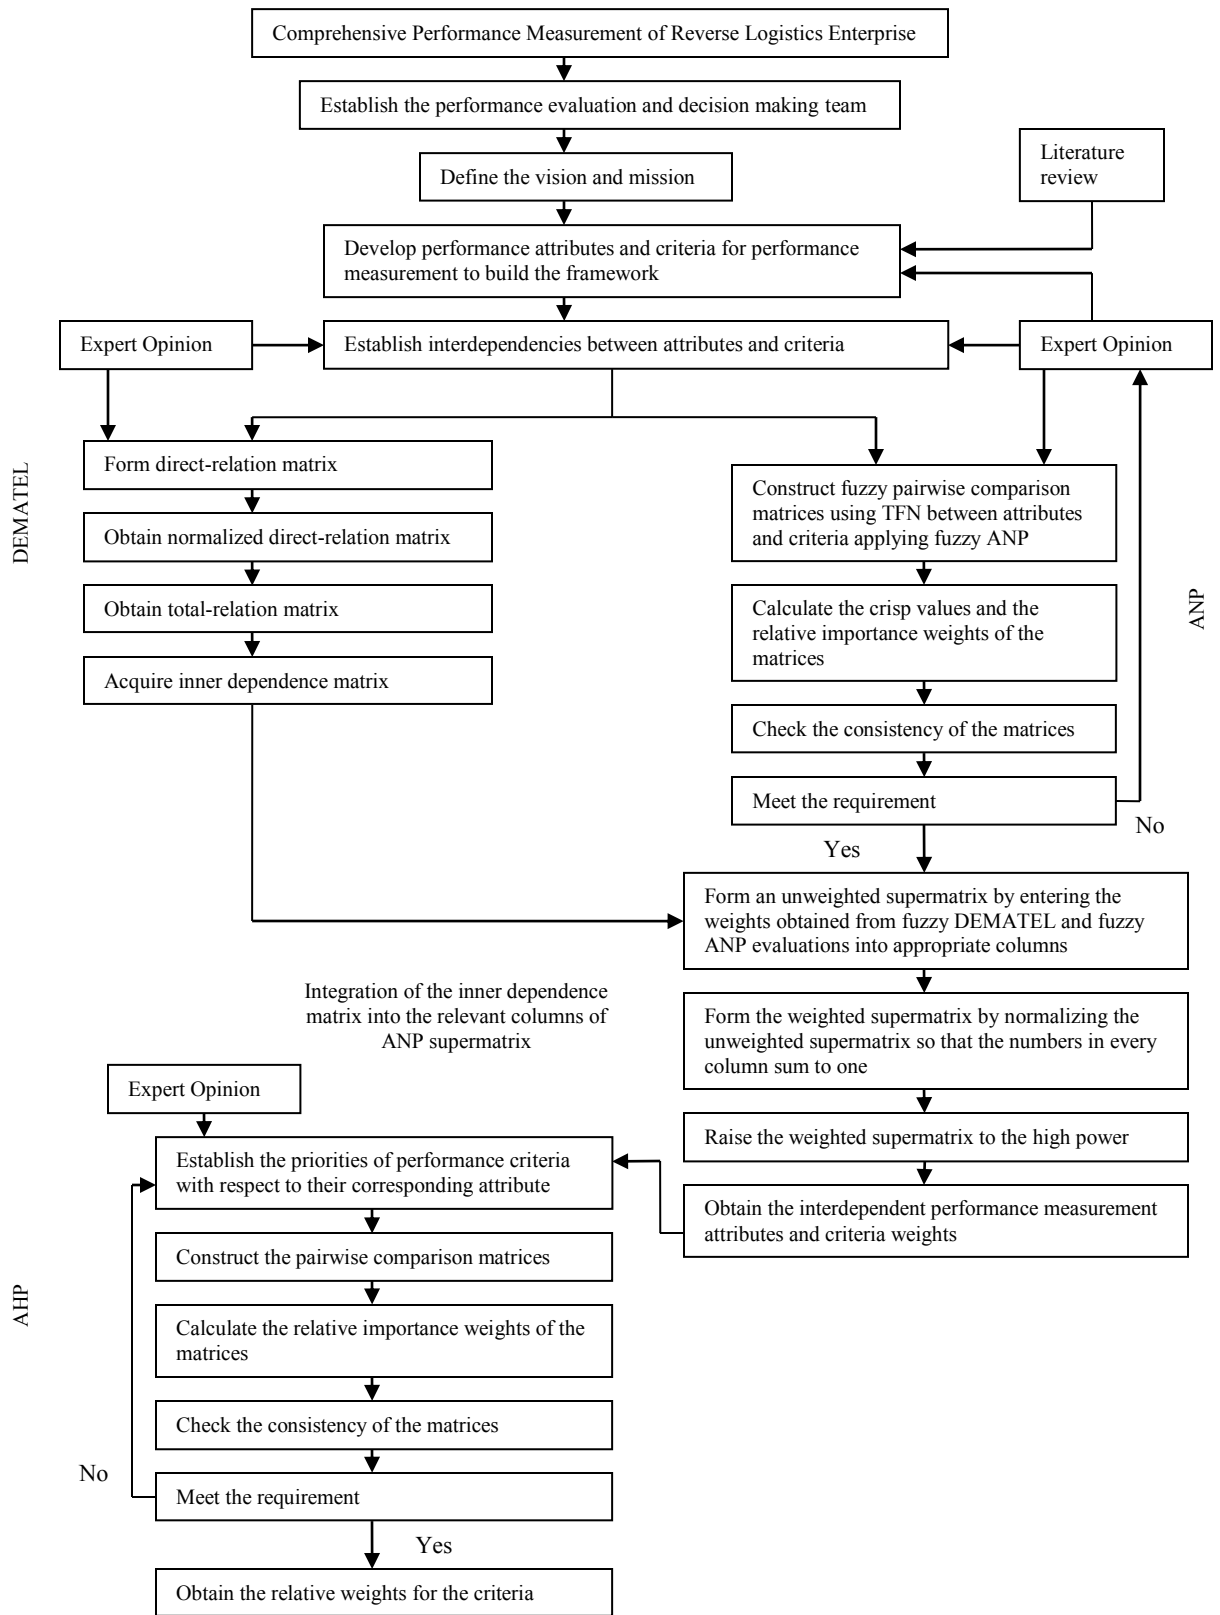 Comprehensive Performance Measurement of Reverse Logistics Enterprise
Establish the performance evaluation and decision making team
Define the vision and mission
Literature
review
Develop performance attributes and criteria for performance
measurement to build the framework
Expert Opinion
Establish interdependencies between attributes and criteria
Expert Opinion
DEMATEL
Form direct-relation matrix
Obtain normalized direct-relation matrix
Obtain total-relation matrix
Acquire inner dependence matrix
Construct fuzzy pairwise comparison
matrices using TFN between attributes
and criteria applying fuzzy ANP
Calculate the crisp values and the
relative importance weights of the
matrices
ANP
Check the consistency of the matrices
Meet the requirement
No
Yes
Form an unweighted supermatrix by entering the
weights obtained from fuzzy DEMATEL and fuzzy
ANP evaluations into appropriate columns
Integration of the inner dependence
matrix into the relevant columns of
ANP supermatrix
Form the weighted supermatrix by normalizing the
unweighted supermatrix so that the numbers in every
column sum to one
Raise the weighted supermatrix to the high power
Obtain the interdependent performance measurement
attributes and criteria weights
Expert Opinion
Establish the priorities of performance criteria
with respect to their corresponding attribute
Construct the pairwise comparison matrices
AHP
Calculate the relative importance weights of the
matrices
Check the consistency of the matrices
No
Meet the requirement
Yes
Obtain the relative weights for the criteria